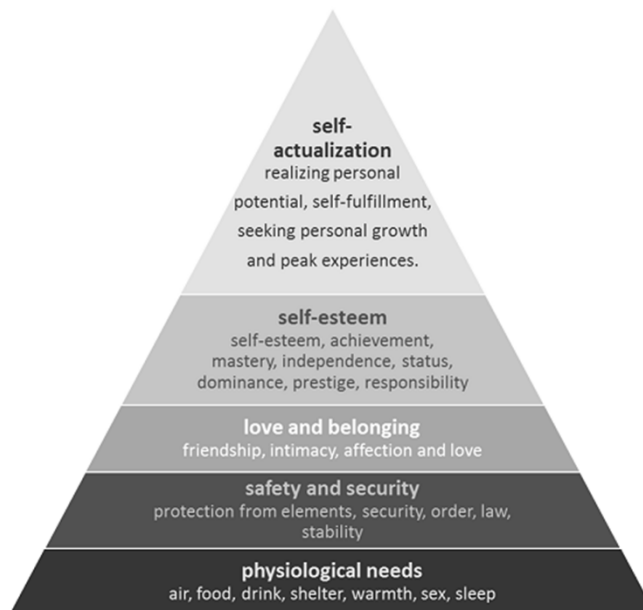 self-
actualization
realizing personal
potential, self-fulfillment,
seeking personal growth
and peak experiences.
self-esteem
self-esteem, achievement,
mastery, independence, status,
dominance, prestige, responsibility
love and belonging
friendship, intimacy, affection and love
safety and security
protection from elements, security, order, law,
stability
physiological needs
air, food, drink, shelter, warmth, sex, sleep